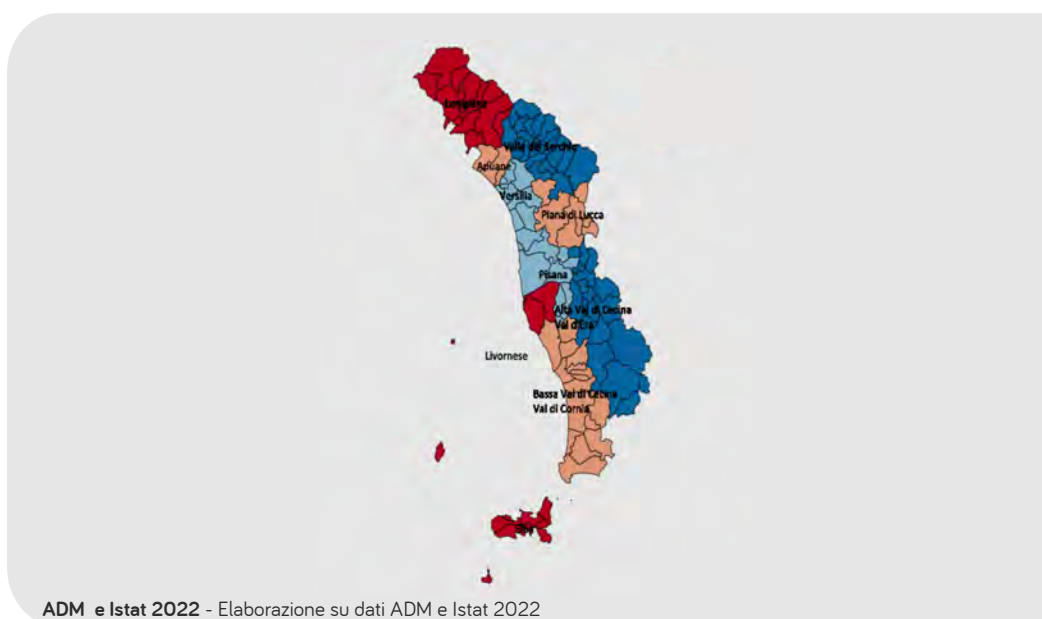 Lunigiana
Valle del Serchio
Apuane
Versilia
Piana di Lucca
Pisana
Alta Val di Cecina
Val d'Era
Livornese
Bassa Val di Cecina
Val di Cornia
Elba
ADM e Istat 2022 - Elaborazione su dati ADM e Istat 2022